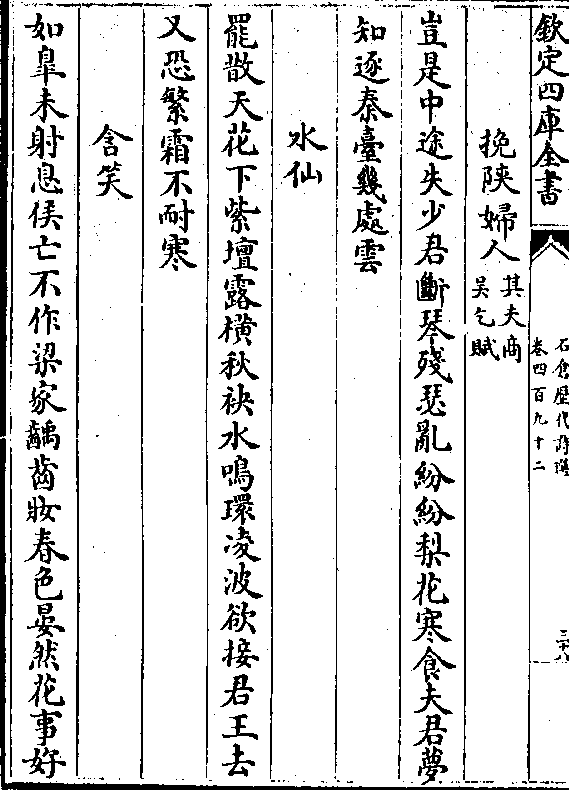 欽定四庫全書
石倉歷代詩選
卷四百九十二
三十八
挽陝婦人其夫商
吳乞賦
豈是中途失少君斷琴殘瑟亂紛紛梨花寒食夫君夢
知逐秦臺幾處雲
水仙
罷散天花下紫壇露橫秋袂水鳴環凌波欲接君王去
又恐繁霜不耐寒
含笑
如臯未射息侯亡不作梁家齲齒妝春色晏然花事好